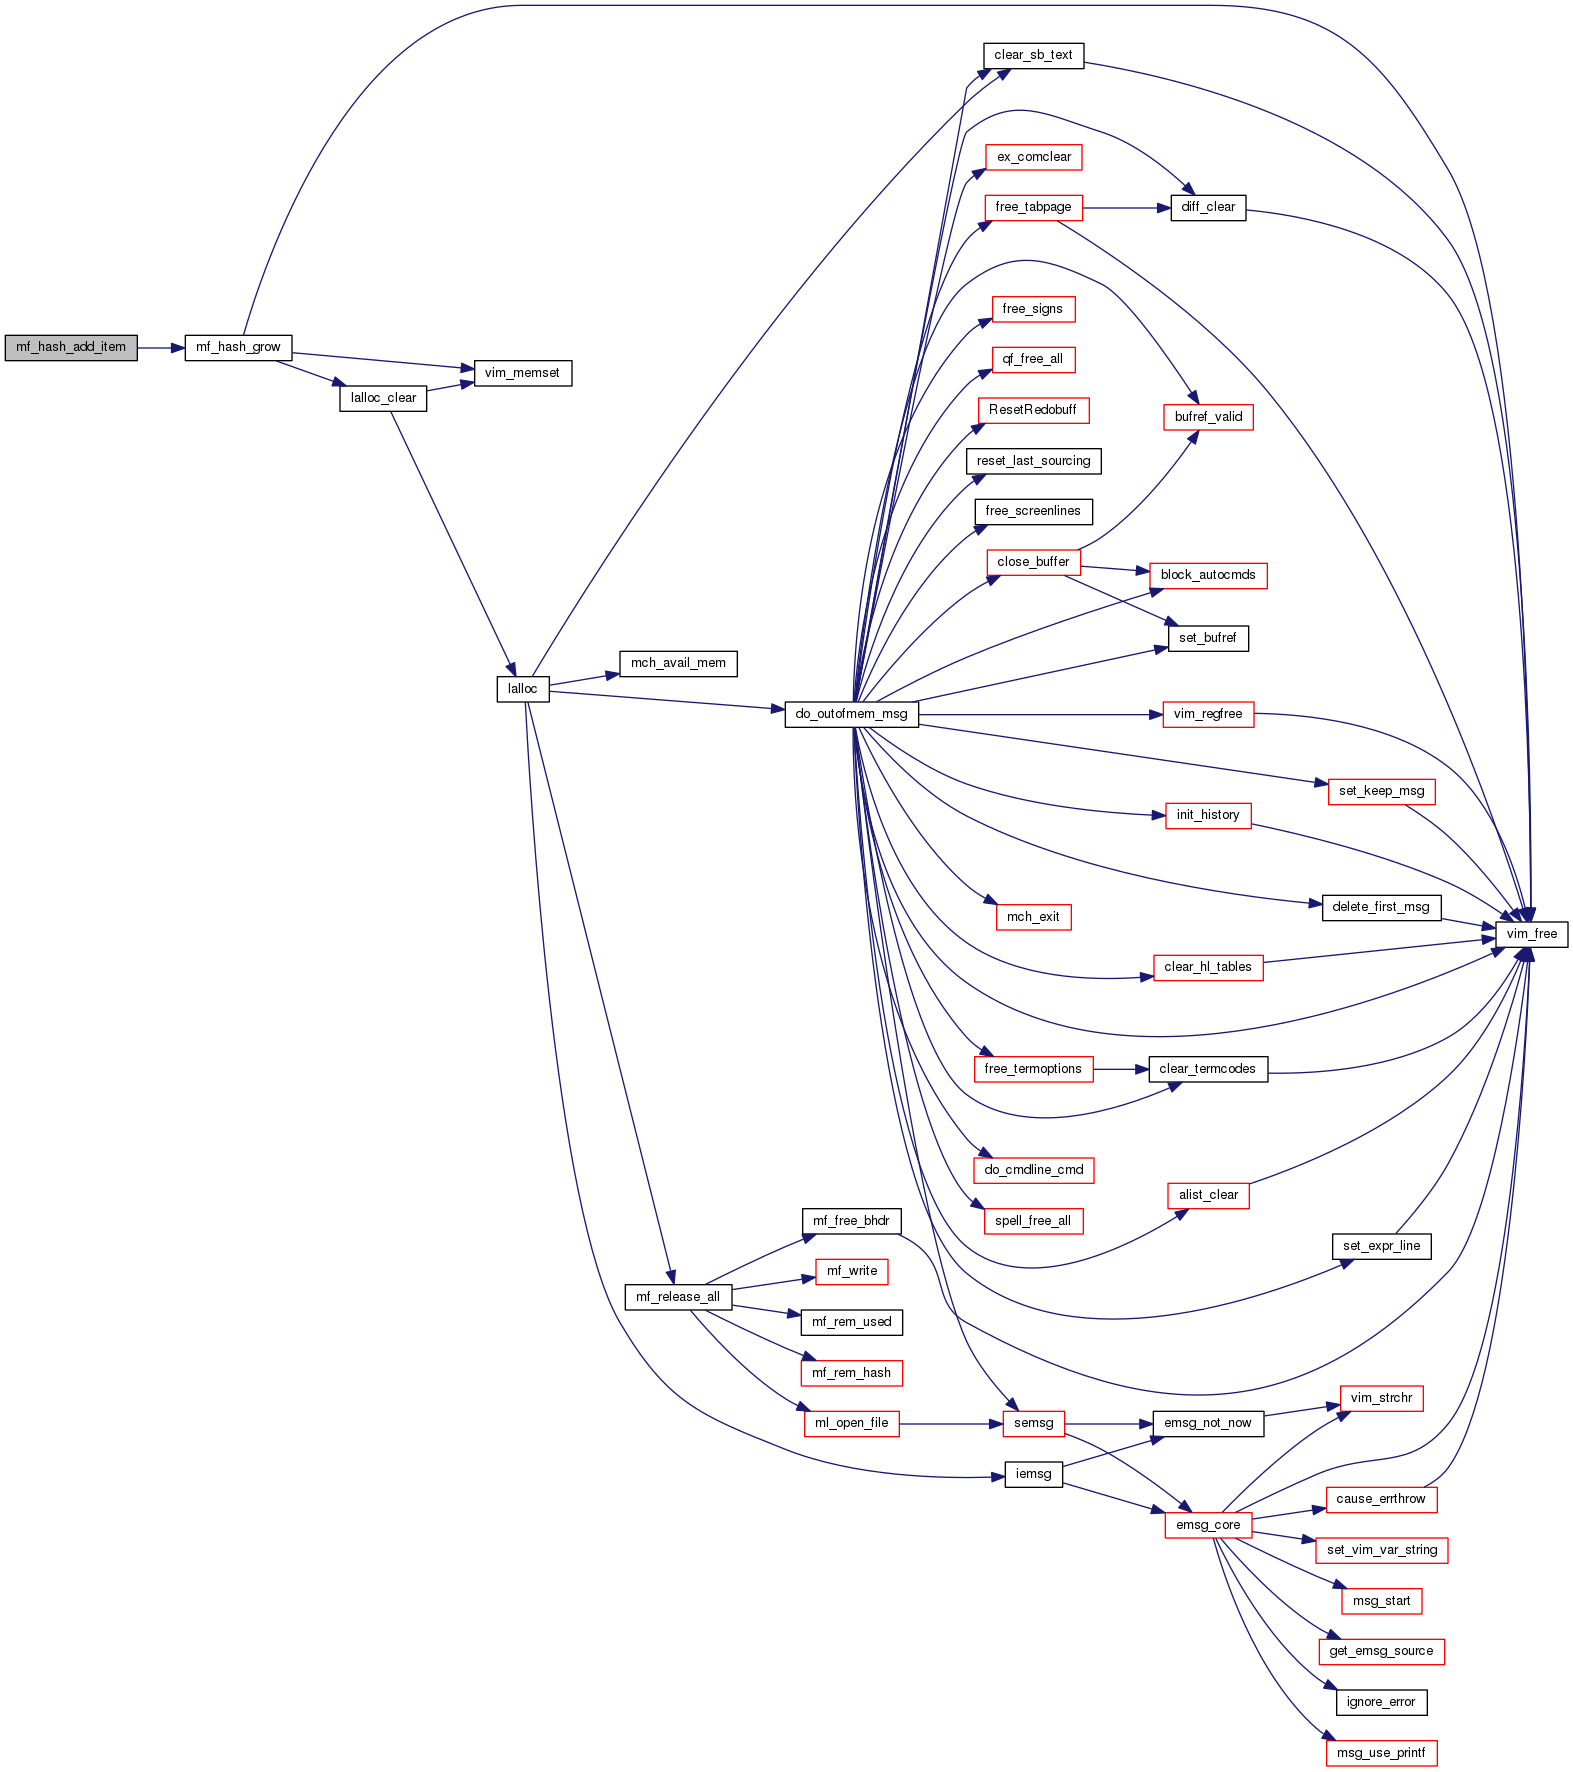 mf_hash_add_item
mf_hash_grow
vim_memset
lalloc_clear
lalloc
clear_sb_text
mch_avail_mem
do_outofmem_msg
mf_release_all
iemsg
ex_comclear
free_tabpage
diff_clear
free_signs
qf_free_all
ResetRedobuff
bufref_valid
reset_last_sourcing
free_screenlines
close_buffer
block_autocmds
set_bufref
vim_regfree
set_keep_msg
init_history
delete_first_msg
mch_exit
vim_free
clear_hl_tables
free_termoptions
clear_termcodes
do_cmdline_cmd
alist_clear
spell_free_all
set_expr_line
mf_free_bhdr
mf_write
mf_rem_used
mf_rem_hash
ml_open_file
semsg
emsg_not_now
vim_strchr
emsg_core
cause_errthrow
set_vim_var_string
msg_start
get_emsg_source
ignore_error
msg_use_printf